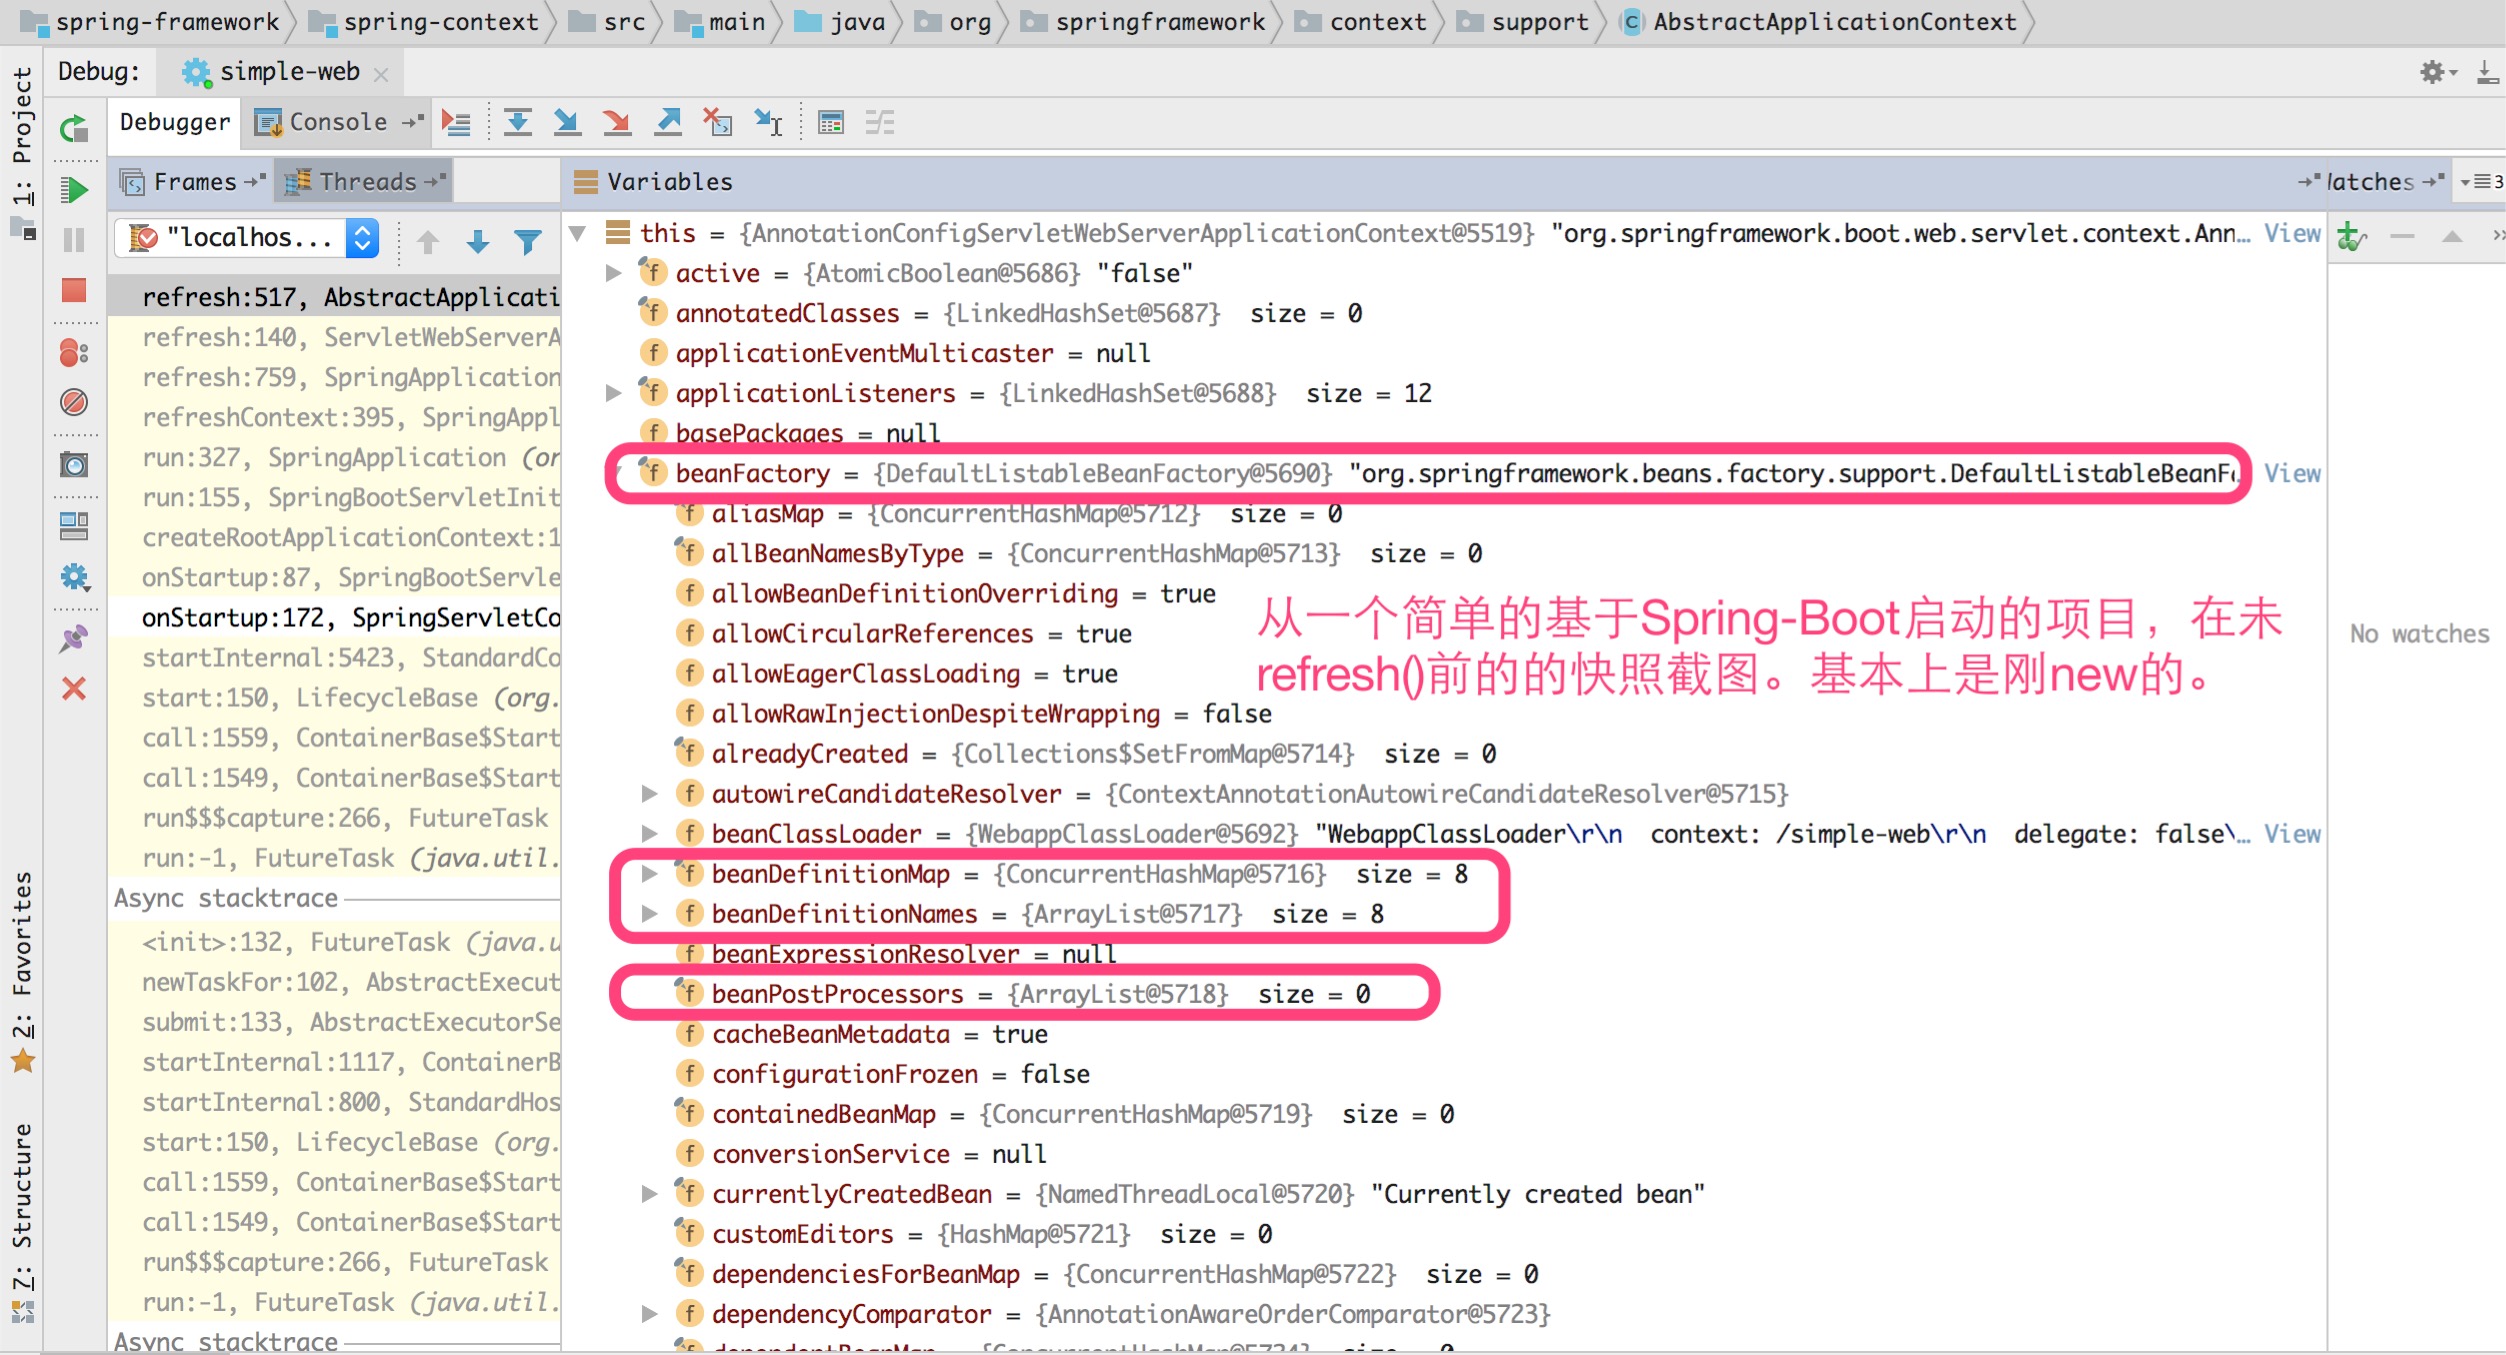 spring-framework spring-context src main java org springframework context support AbstractApplicationContext
Debug: simple-web
Debugger Console
Frames Threads Variables
1: Project
2: Favorites
7: Structure
"localhos...
refresh:517, AbstractApplicati
refresh:140, ServletWebServerA
refresh:759, SpringApplication
refreshContext:395, SpringAppl
run:327, SpringApplication (or
run:155, SpringBootServletInit
createRootApplicationContext:1
onStartup:87, SpringBootServle
onStartup:172, SpringServletCo
startInternal:5423, StandardCo
start:150, LifecycleBase (org.
call:1559, ContainerBase$Start
call:1549, ContainerBase$Start
run$$$capture:266, FutureTask
run:-1, FutureTask (java.util.
Async stacktrace
<init>:132, FutureTask (java.u
newTaskFor:102, AbstractExecut
submit:133, AbstractExecutorSe
startInternal:1117, ContainerB
startInternal:800, StandardHos
start:150, LifecycleBase (org.
call:1559, ContainerBase$Start
call:1549, ContainerBase$Start
run$$$capture:266, FutureTask
run:-1, FutureTask (java.util.
Async stacktrace
this = {AnnotationConfigServletWebServerApplicationContext@5519} "org.springframework.boot.web.servlet.context.Ann... View
active = {AtomicBoolean@5686} "false"
annotatedClasses = {LinkedHashSet@5687} size = 0
applicationEventMulticaster = null
applicationListeners = {LinkedHashSet@5688} size = 12
basePackages = null
beanFactory = {DefaultListableBeanFactory@5690} "org.springframework.beans.factory.support.DefaultListableBeanF View
aliasMap = {ConcurrentHashMap@5712} size = 0
allBeanNamesByType = {ConcurrentHashMap@5713} size = 0
allowBeanDefinitionOverriding = true
allowCircularReferences = true
allowEagerClassLoading = true
allowRawInjectionDespiteWrapping = false
alreadyCreated = {Collections$SetFromMap@5714} size = 0
autowireCandidateResolver = {ContextAnnotationAutowireCandidateResolver@5715}
beanClassLoader = {WebappClassLoader@5692} "WebappClassLoader\r\n context: /simple-web\r\n delegate: false\... View
beanDefinitionMap = {ConcurrentHashMap@5716} size = 8
beanDefinitionNames = {ArrayList@5717} size = 8
beanExpressionResolver = null
beanPostProcessors = {ArrayList@5718} size = 0
cacheBeanMetadata = true
configurationFrozen = false
containedBeanMap = {ConcurrentHashMap@5719} size = 0
conversionService = null
currentlyCreatedBean = {NamedThreadLocal@5720} "Currently created bean"
customEditors = {HashMap@5721} size = 0
dependenciesForBeanMap = {ConcurrentHashMap@5722} size = 0
dependencyComparator = {AnnotationAwareOrderComparator@5723}
从一个简单的基于Spring-Boot启动的项目，在未
refresh()前的的快照截图。基本上是刚new的。
No watches